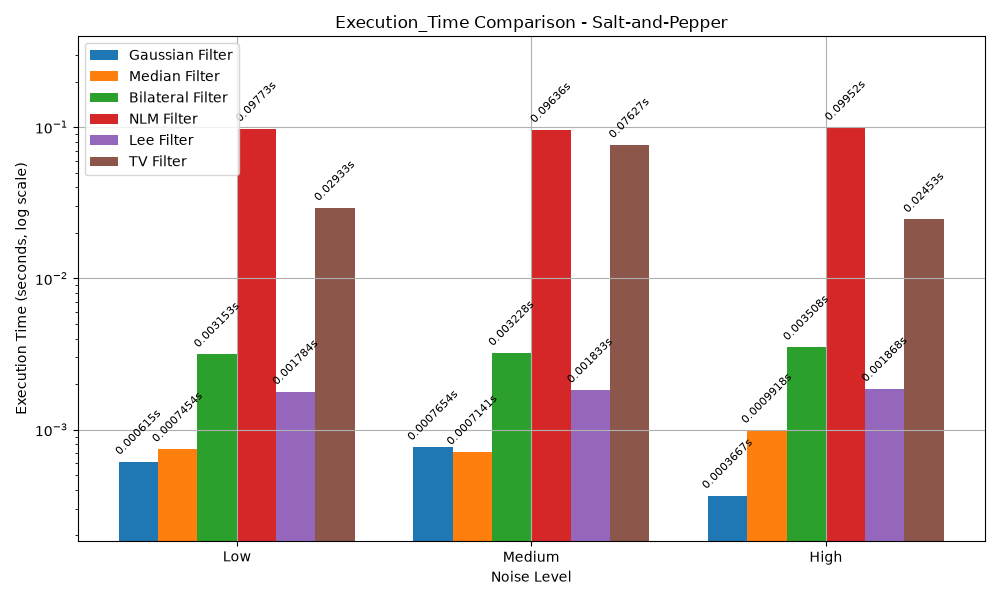 Execution_Time Comparison - Salt-and-Pepper
Gaussian Filter
Median Filter
Bilateral Filter
NLM Filter
Lee Filter
TV Filter
Execution Time (seconds, log scale)
10⁻¹
10⁻²
10⁻³
0.000615s
0.0007454s
0.003153s
0.09773s
0.001784s
0.02933s
0.0007654s
0.0007141s
0.003228s
0.09636s
0.001833s
0.07627s
0.0003667s
0.0009918s
0.003508s
0.09952s
0.001868s
0.02453s
Low
Medium
High
Noise Level